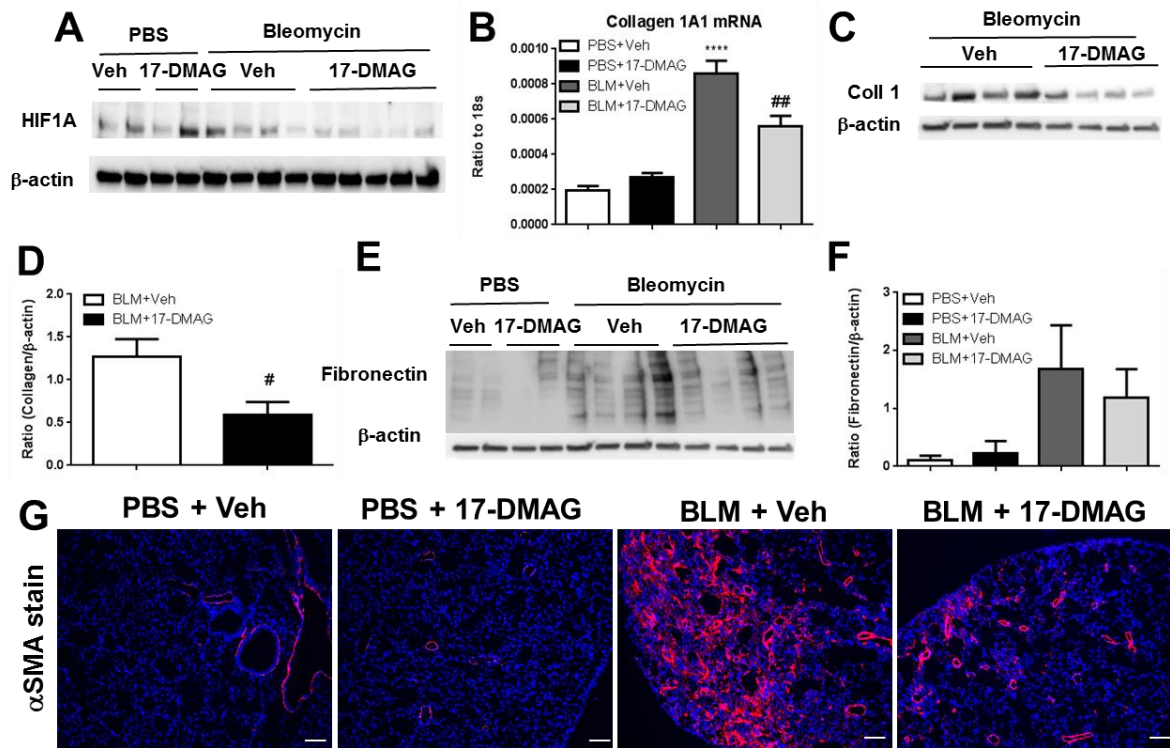 A
PBS
Bleomycin
Veh 17-DMAG Veh 17-DMAG
HIF1A
β-actin
B
Collagen 1A1 mRNA
PBS+Veh
PBS+17-DMAG
BLM+Veh
BLM+17-DMAG
****
##
Ratio to 18s
0.0010
0.0008
0.0006
0.0004
0.0002
0.0000
C
Bleomycin
Veh 17-DMAG
Coll 1
β-actin
D
BLM+Veh
BLM+17-DMAG
#
Ratio (Collagen/β-actin)
2.0
1.5
1.0
0.5
0.0
E
PBS
Bleomycin
Veh 17-DMAG Veh 17-DMAG
Fibronectin
β-actin
F
PBS+Veh
PBS+17-DMAG
BLM+Veh
BLM+17-DMAG
Ratio (Fibronectin/β-actin)
3
2
1
0
G
PBS + Veh PBS + 17-DMAG BLM + Veh BLM + 17-DMAG
αSMA stain